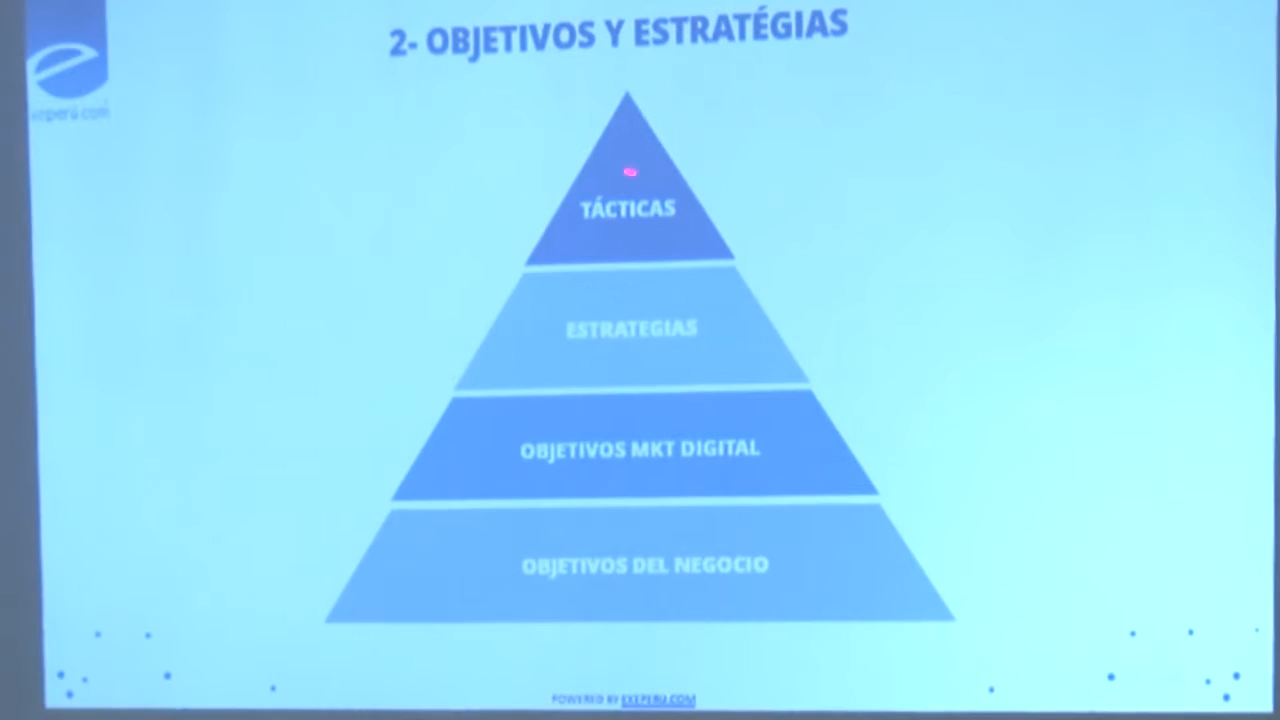 2- OBJETIVOS Y ESTRATÉGIAS
exeperu.com
TÁCTICAS
ESTRATEGIAS
OBJETIVOS MKT DIGITAL
OBJETIVOS DEL NEGOCIO
POWERED BY EXEPERU.COM